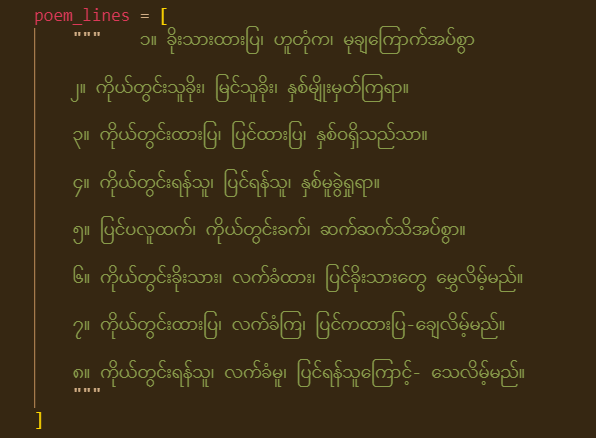 poem_lines = [
"""    ၁။ ခိုးသားထားပြ၊ ဟူတုံက၊ မုချကြောက်အပ်စွာ
၂။ ကိုယ်တွင်းသူခိုး၊ မြင်သူခိုး၊ နှစ်မျိုးမှတ်ကြရာ။
၃။ ကိုယ်တွင်းထားပြ၊ ပြင်ထားပြ၊ နှစ်ဝရှိသည်သာ။
၄။ ကိုယ်တွင်းရန်သူ၊ ပြင်ရန်သူ၊ နှစ်မူခွဲရှုရာ။
၅။ ပြင်ပလူထက်၊ ကိုယ်တွင်းခက်၊ ဆက်ဆက်သိအပ်စွာ။
၆။ ကိုယ်တွင်းခိုးသား၊ လက်ခံထား၊ ပြင်ခိုးသားတွေ မွှေလိမ့်မည်။
၇။ ကိုယ်တွင်းထားပြ၊ လက်ခံကြ၊ ပြင်ကထားပြ-ချေလိမ့်မည်။
၈။ ကိုယ်တွင်းရန်သူ၊ လက်ခံမူ၊ ပြင်ရန်သူကြောင့်- သေလိမ့်မည်။
"""
]